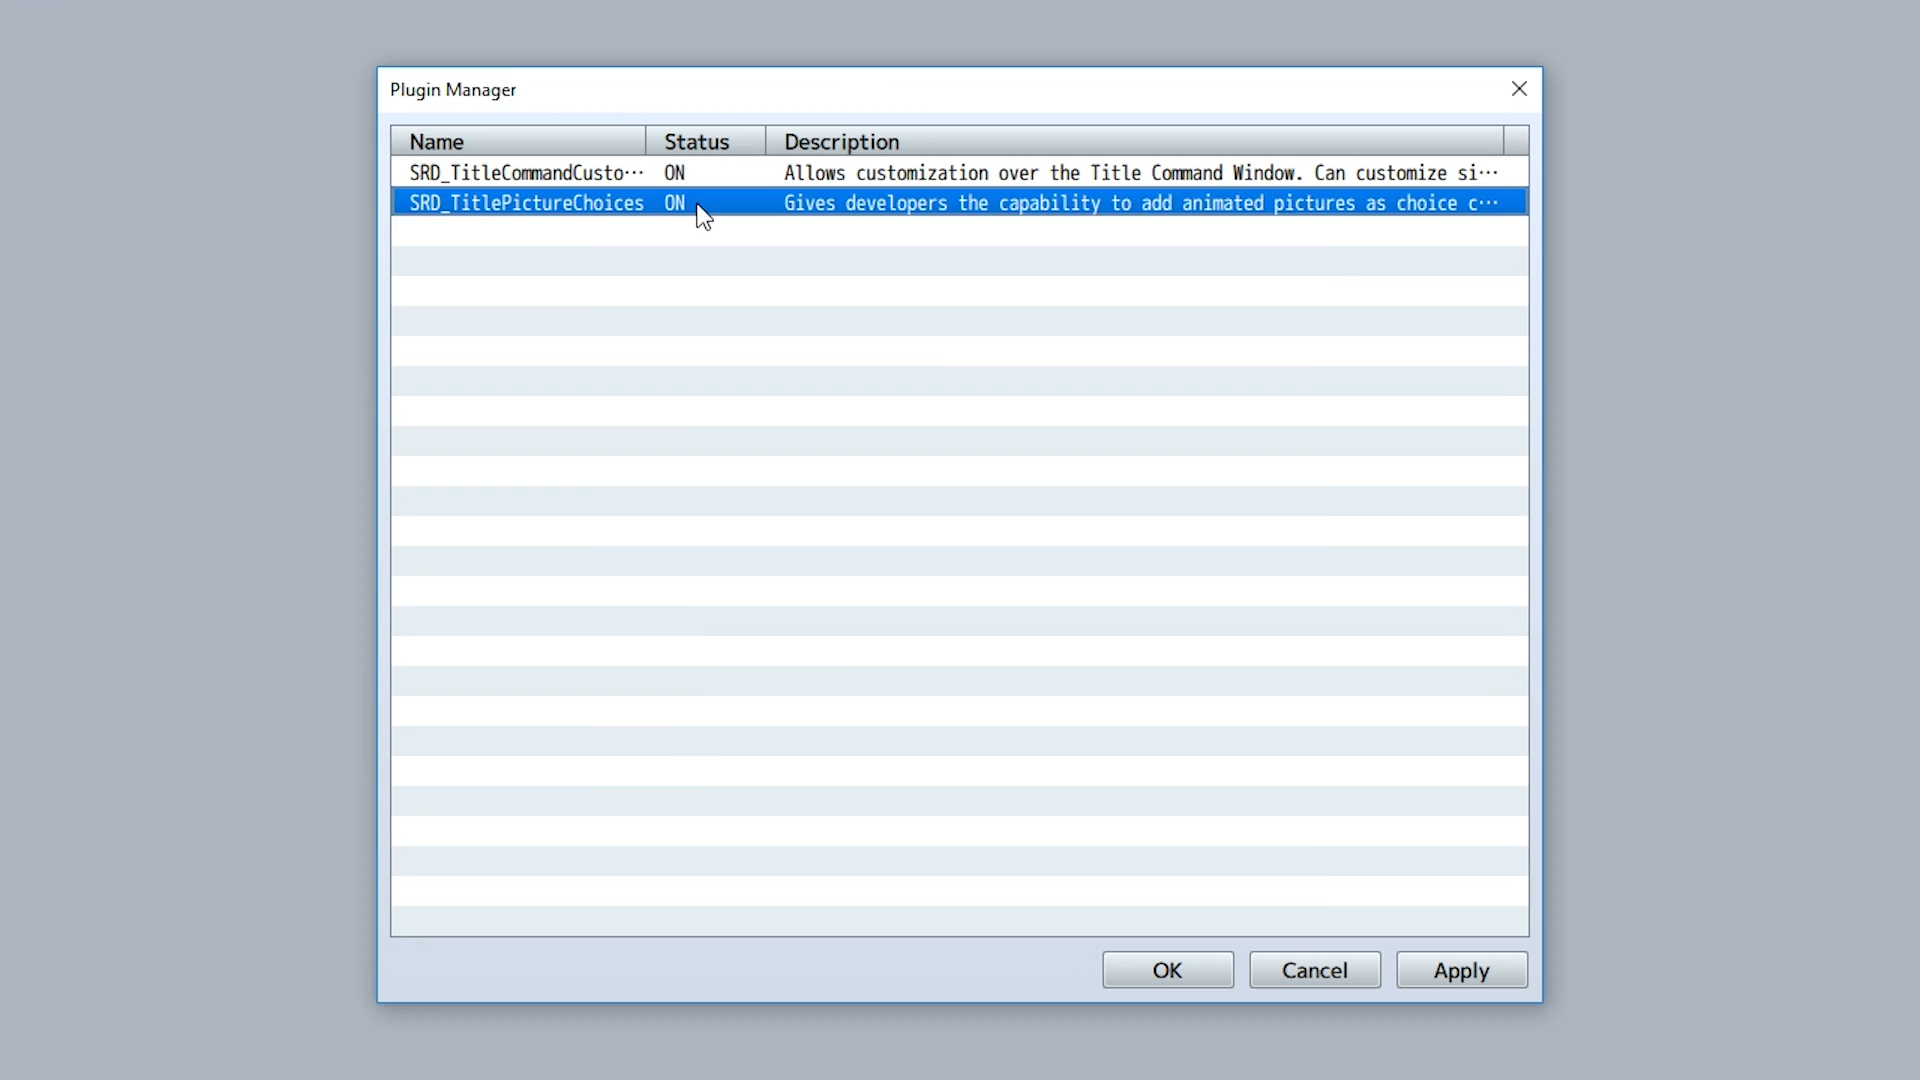 Plugin Manager
Name Status Description
SRD_TitleCommandCusto··· ON Allows customization over the Title Command Window. Can customize si···
SRD_TitlePictureChoices ON Gives developers the capability to add animated pictures as choice c···
OK Cancel Apply